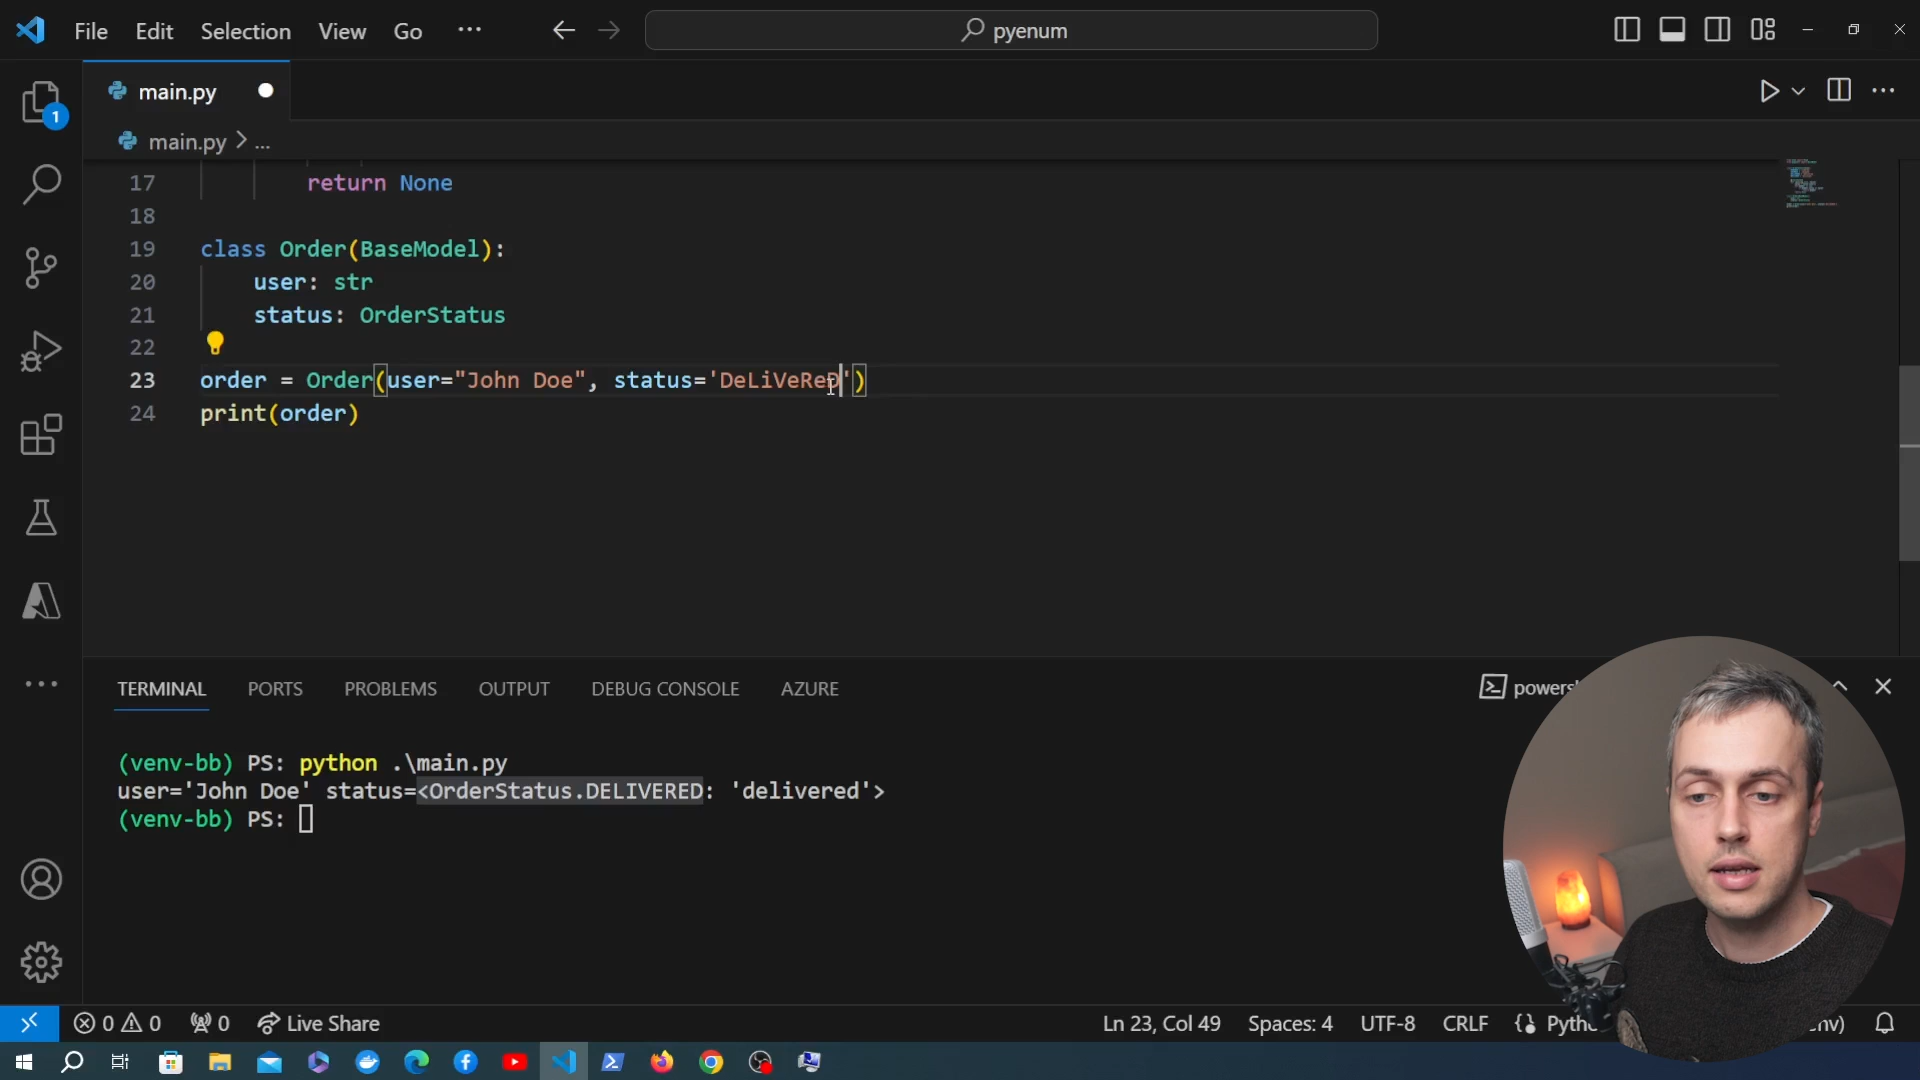 File Edit Selection View Go ···
pyenum
main.py
main.py > ...
1
17 return None
18
19 class Order(BaseModel):
20 user: str
21 status: OrderStatus
22
23 order = Order(user="John Doe", status='DeLiVeReD')
24 print(order)
TERMINAL PORTS PROBLEMS OUTPUT DEBUG CONSOLE AZURE
(venv-bb) PS: python .\main.py
user='John Doe' status=<OrderStatus.DELIVERED: 'delivered'>
(venv-bb) PS:
0 0 0 Live Share Ln 23, Col 49 Spaces: 4 UTF-8 CRLF